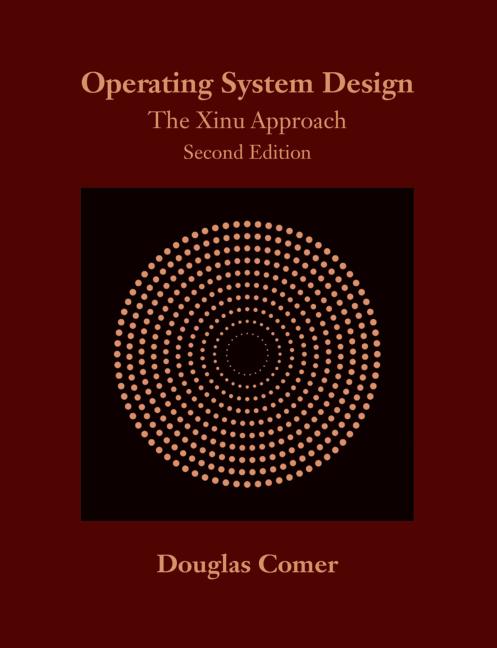 Operating System Design
The Xinu Approach
Second Edition
Douglas Comer